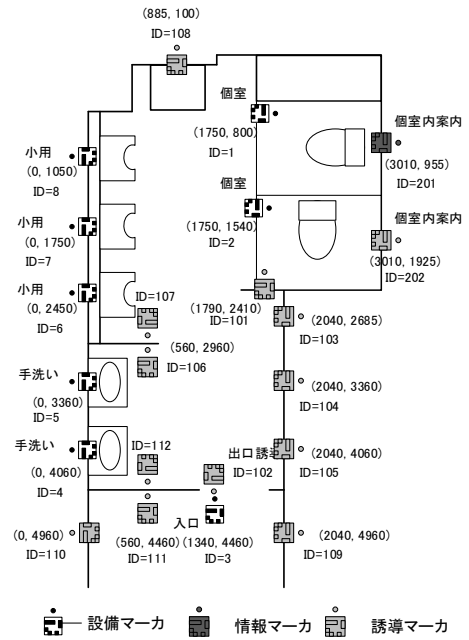 (885, 100)
ID=108
個室
(1750, 800)
ID=1
個室内案内
(3010, 955)
ID=201
小用
(0, 1050)
ID=8
個室
(1750, 1540)
ID=2
小用
(0, 1750)
ID=7
個室内案内
(3010, 1925)
ID=202
小用
(0, 2450)
ID=6
ID=107
(1790, 2410)
ID=101
(2040, 2685)
ID=103
(560, 2960)
ID=106
手洗い
(0, 3360)
ID=5
(2040, 3360)
ID=104
手洗い
(0, 4060)
ID=4
ID=112
出口誘導
ID=102
(2040, 4060)
ID=105
入口
(0, 4960)
ID=110
(560, 4460)
ID=111
(1340, 4460)
ID=3
(2040, 4960)
ID=109
設備マーカ
情報マーカ
誘導マーカ